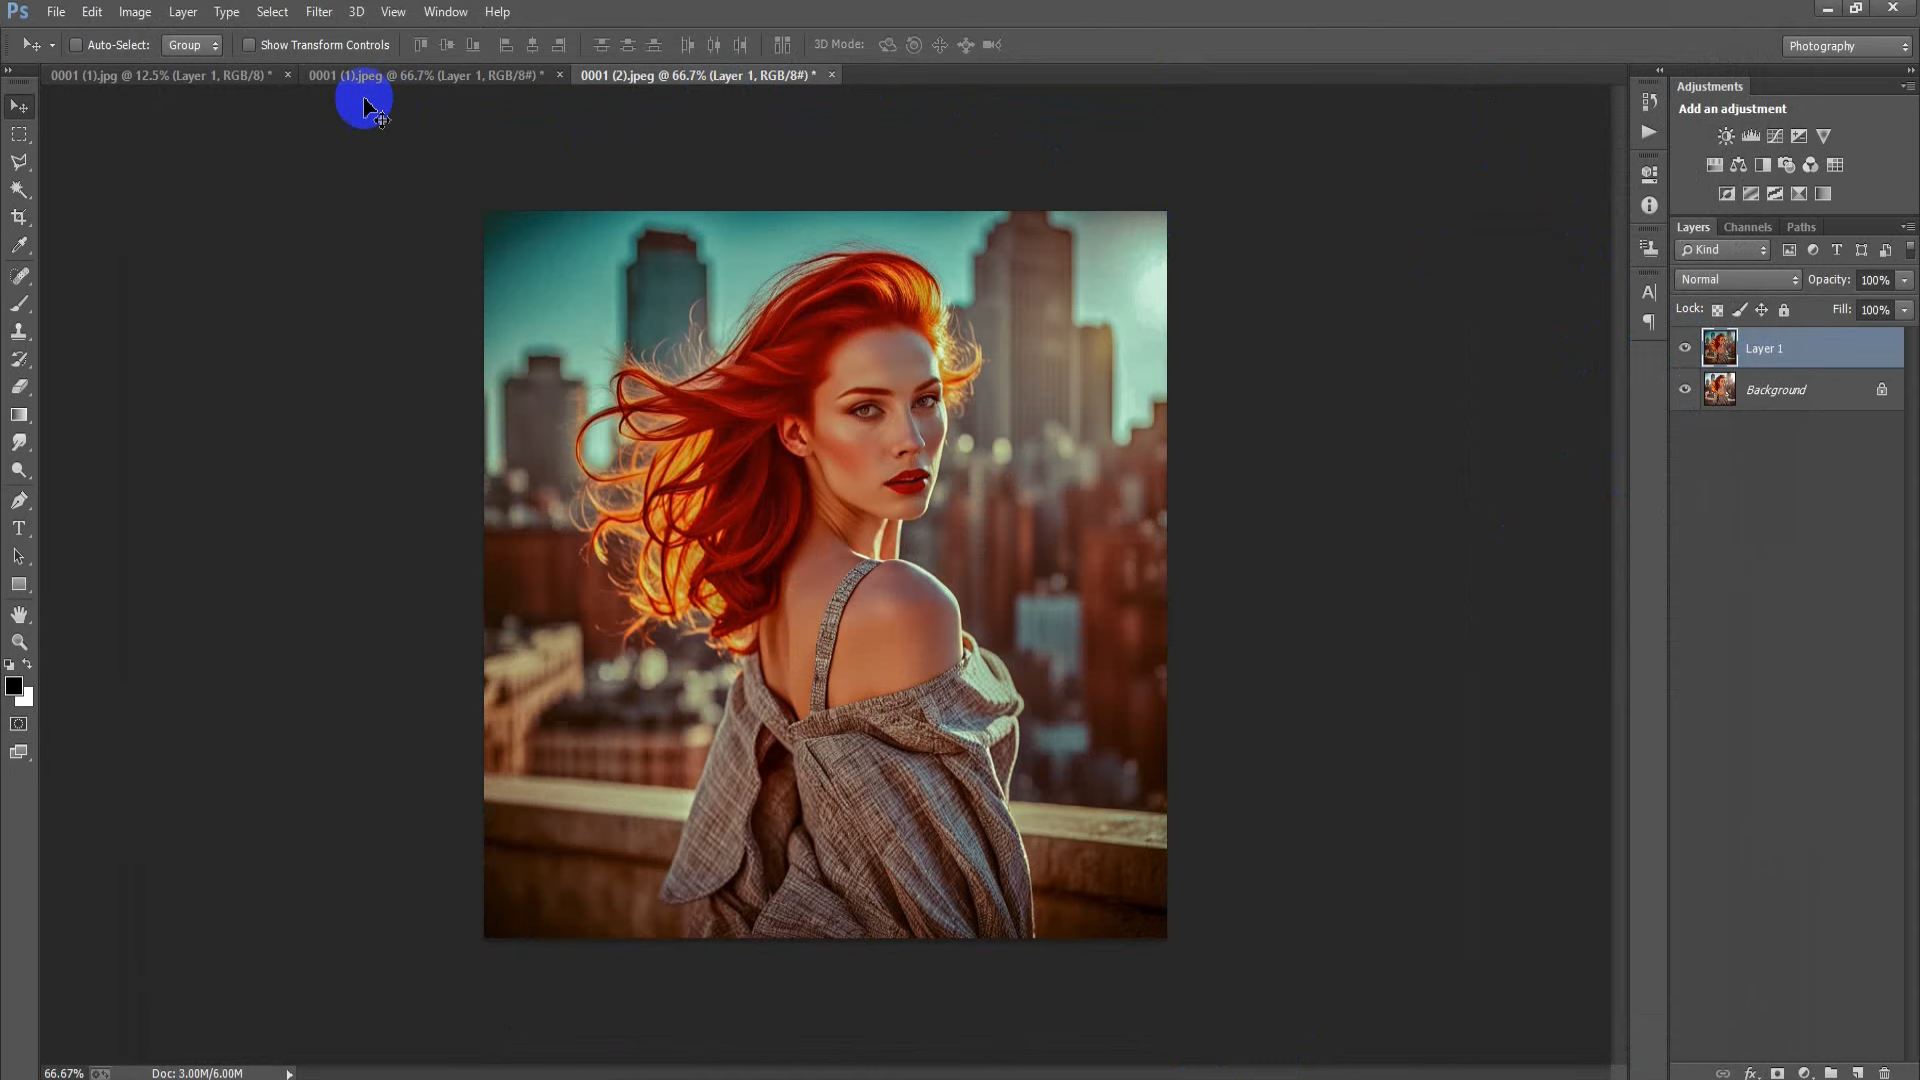 Ps File Edit Image Layer Type Select Filter 3D View Window Help
Auto-Select: Group Show Transform Controls 3D Mode: Photography
0001 (1).jpg @ 12.5% (Layer 1, RGB/8) * × 0001 (1).jpeg @ 66.7% (Layer 1, RGB/8#) * × 0001 (2).jpeg @ 66.7% (Layer 1, RGB/8#) * ×
Adjustments
Add an adjustment
Layers Channels Paths
Kind
Normal Opacity: 100%
Lock: Fill: 100%
Layer 1
Background
66.67% Doc: 3.00M/6.00M